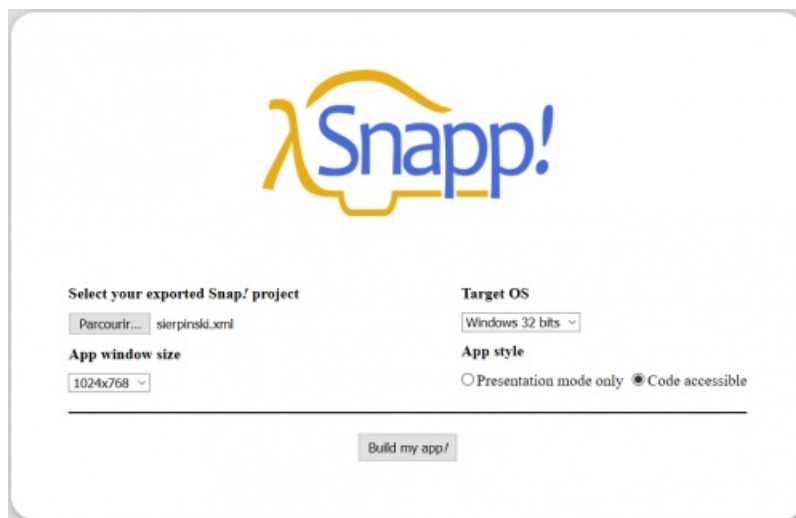 λSnapp!
Select your exported Snap! project
Parcourir... sierpinski.xml
App window size
1024x768
Target OS
Windows 32 bits
App style
Presentation mode only Code accessible
Build my app!